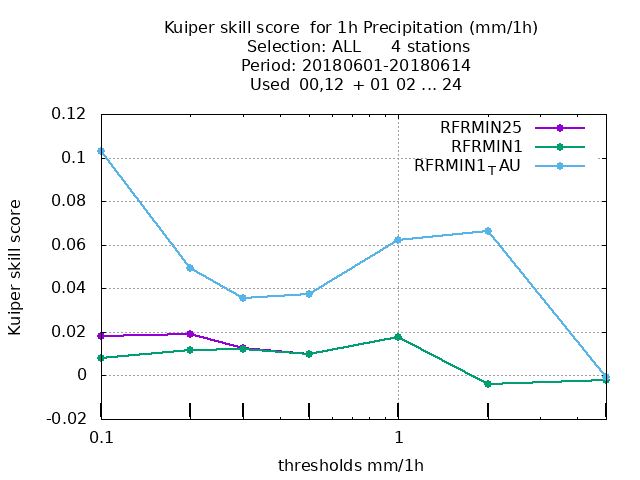 Kuiper skill score  for 1h Precipitation (mm/1h)
Selection: ALL      4 stations
Period: 20180601-20180614
Used  00,12  + 01 02 ... 24
0.12
0.1
0.08
0.06
0.04
0.02
0
-0.02
Kuiper skill score
RFRMIN25
RFRMIN1
RFRMIN1TAU
0.1
1
thresholds mm/1h